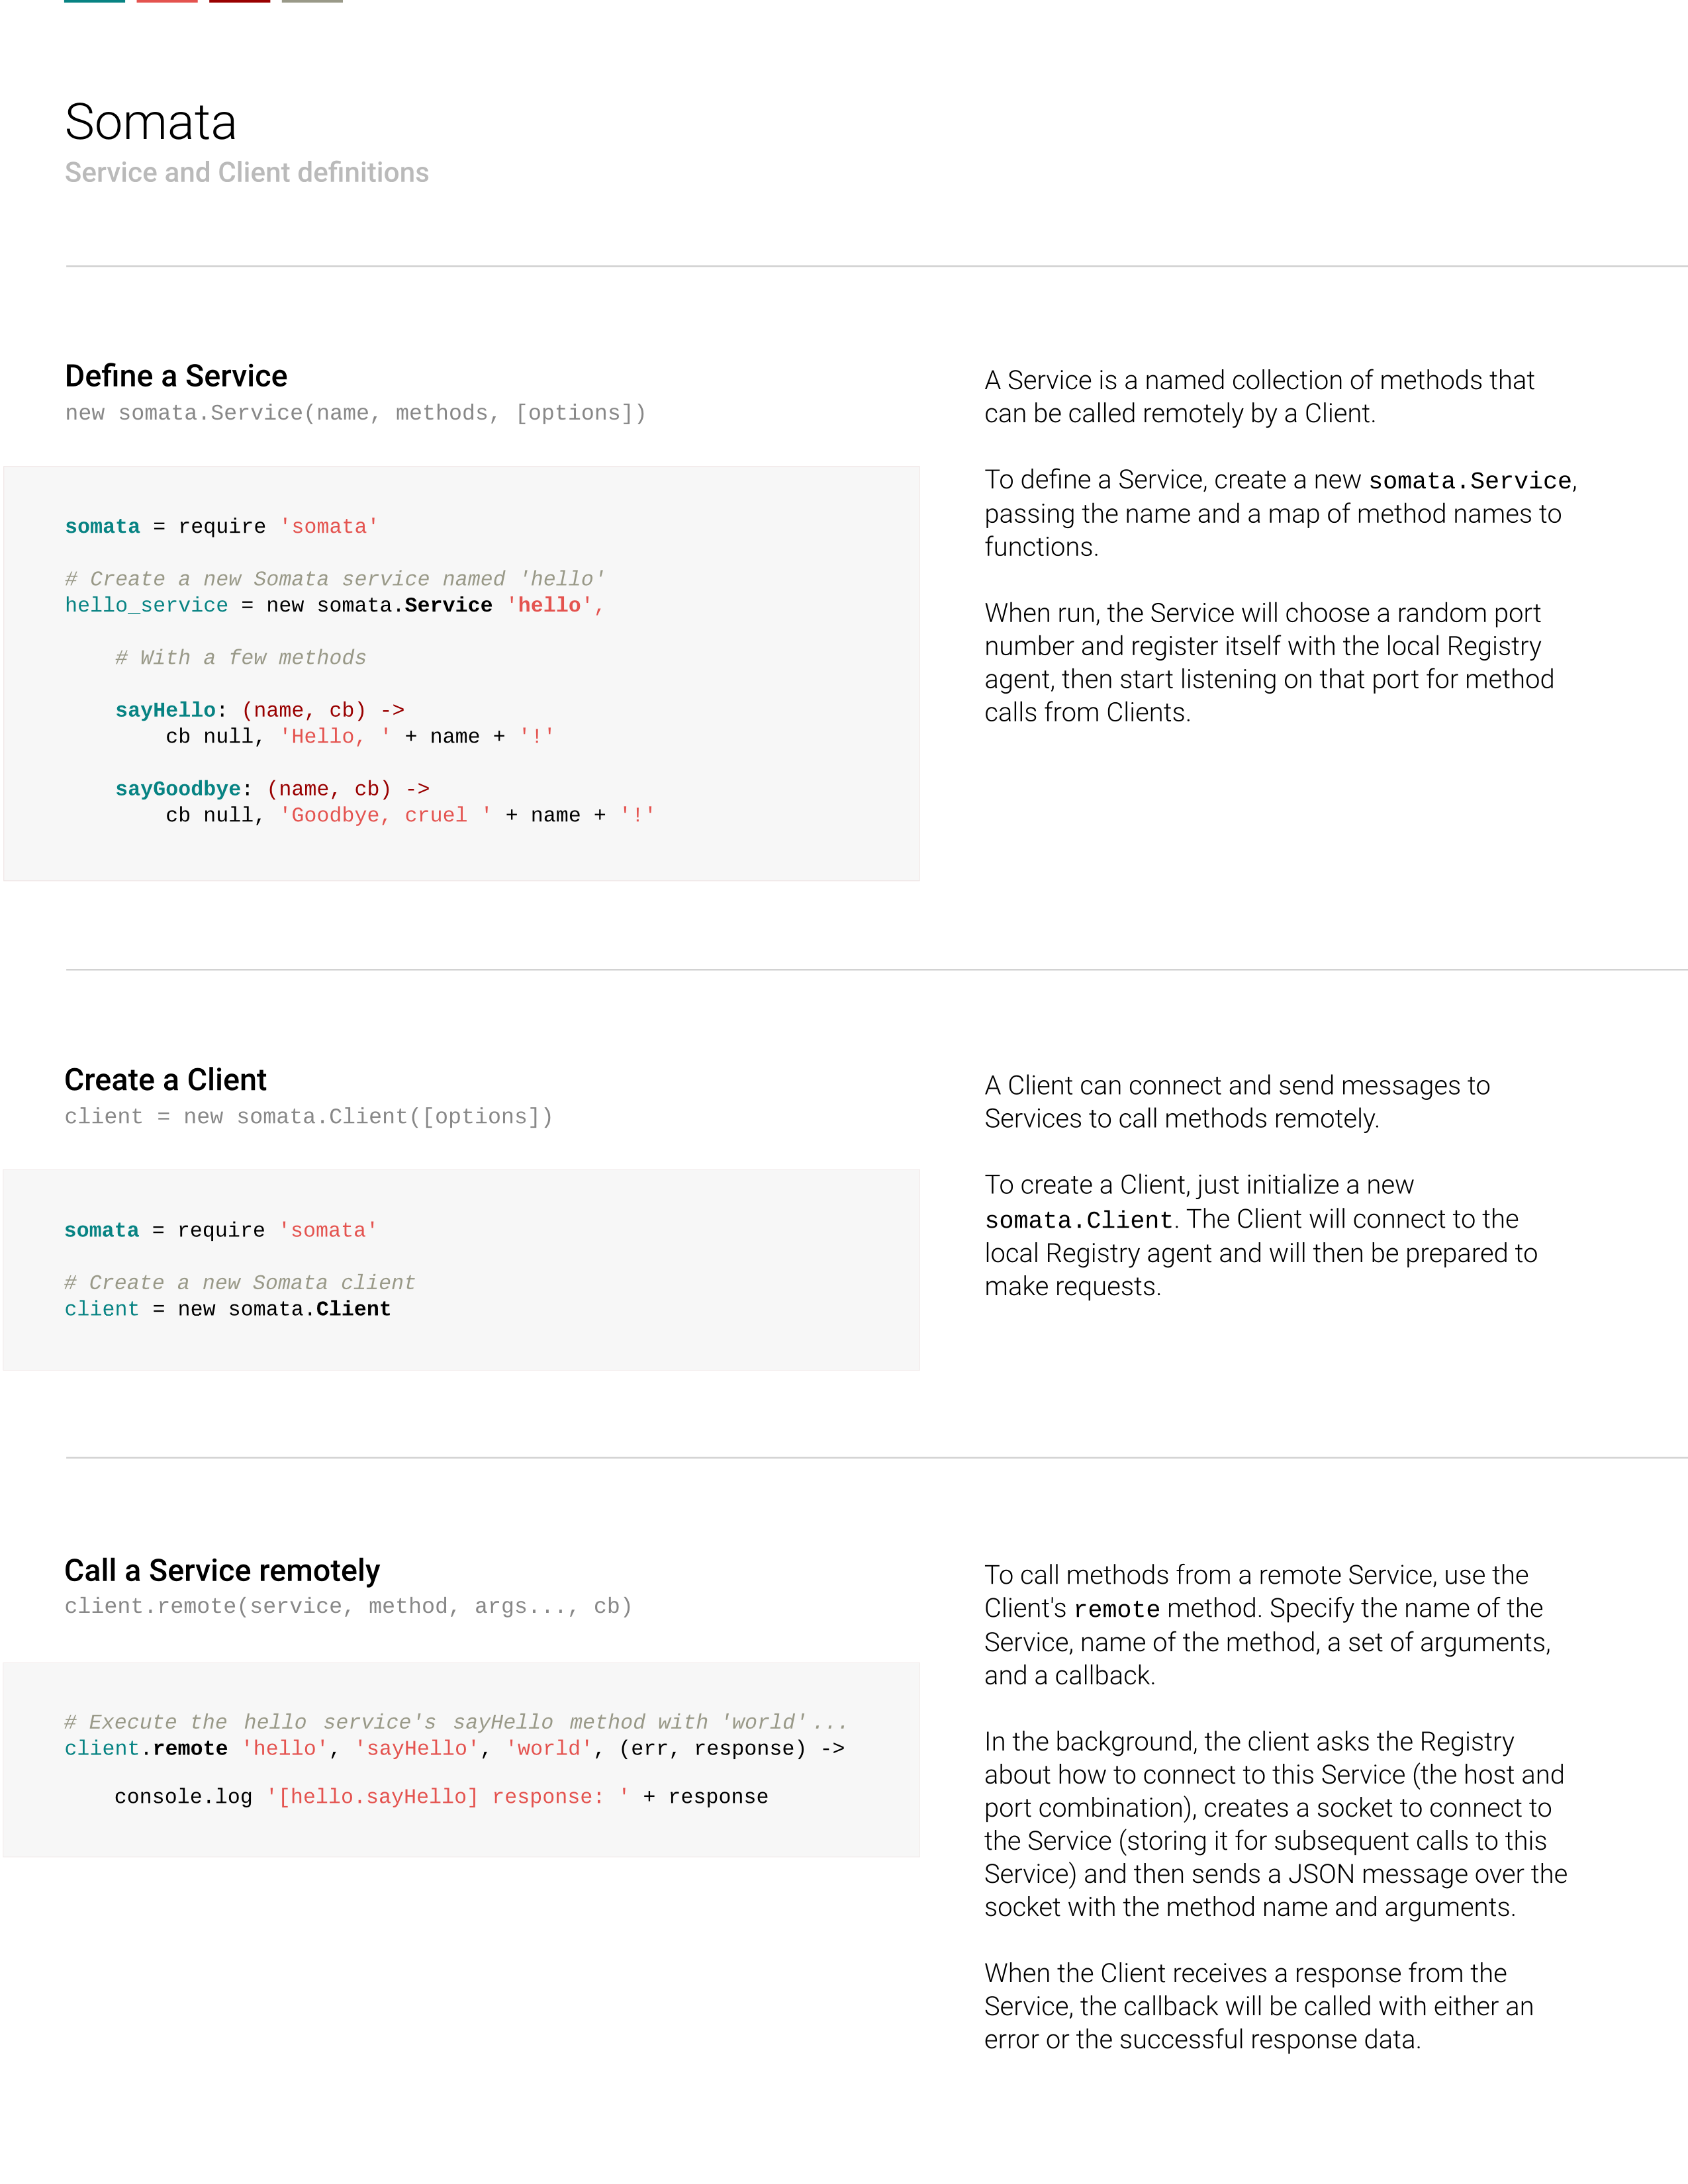 Somata
Service and Client definitions
Define a Service
new somata.Service(name, methods, [options])
somata = require 'somata'
# Create a new Somata service named 'hello'
hello_service = new somata.Service 'hello',
# With a few methods
sayHello: (name, cb) ->
cb null, 'Hello, ' + name + '!'
sayGoodbye: (name, cb) ->
cb null, 'Goodbye, cruel ' + name + '!'
A Service is a named collection of methods that
can be called remotely by a Client.
To define a Service, create a new somata.Service,
passing the name and a map of method names to
functions.
When run, the Service will choose a random port
number and register itself with the local Registry
agent, then start listening on that port for method
calls from Clients.
Create a Client
client = new somata.Client([options])
somata = require 'somata'
# Create a new Somata client
client = new somata.Client
A Client can connect and send messages to
Services to call methods remotely.
To create a Client, just initialize a new
somata.Client. The Client will connect to the
local Registry agent and will then be prepared to
make requests.
Call a Service remotely
client.remote(service, method, args..., cb)
# Execute the hello service's sayHello method with 'world'...
client.remote 'hello', 'sayHello', 'world', (err, response) ->
console.log '[hello.sayHello] response: ' + response
To call methods from a remote Service, use the
Client's remote method. Specify the name of the
Service, name of the method, a set of arguments,
and a callback.
In the background, the client asks the Registry
about how to connect to this Service (the host and
port combination), creates a socket to connect to
the Service (storing it for subsequent calls to this
Service) and then sends a JSON message over the
socket with the method name and arguments.
When the Client receives a response from the
Service, the callback will be called with either an
error or the successful response data.